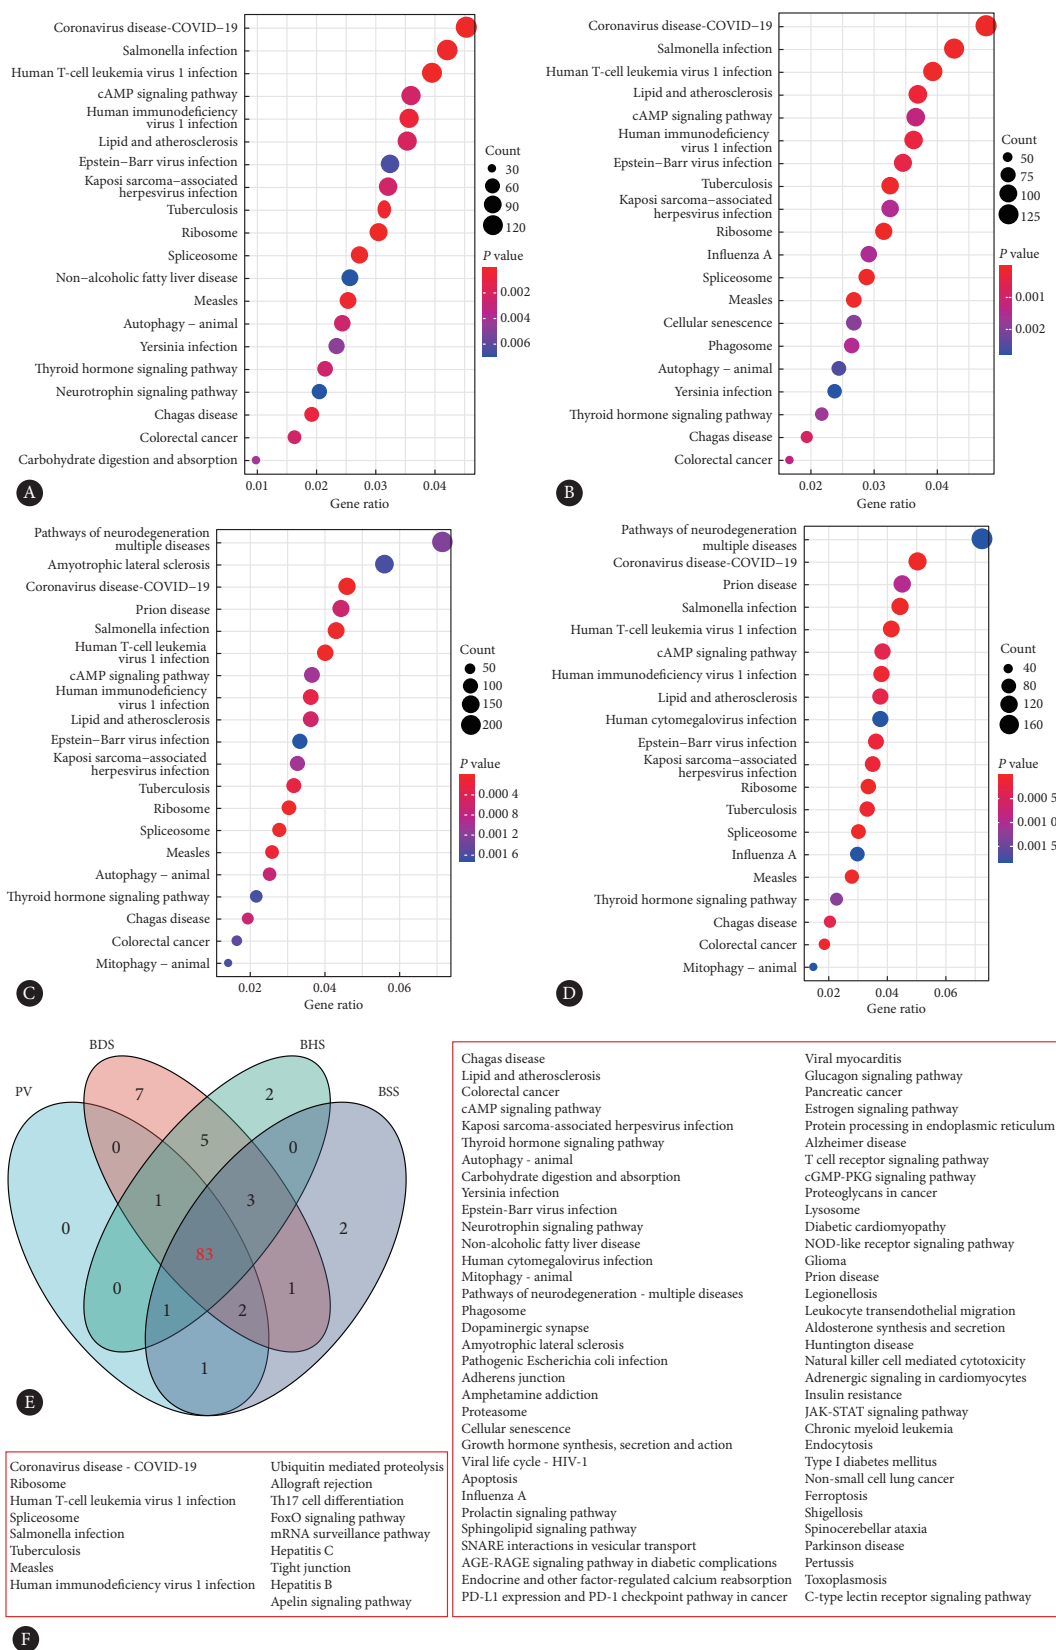 Coronavirus disease-COVID-19
Salmonella infection
Human T-cell leukemia virus 1 infection
cAMP signaling pathway
Human immunodeficiency
virus 1 infection
Lipid and atherosclerosis
Epstein−Barr virus infection
Kaposi sarcoma−associated
herpesvirus infection
Tuberculosis
Ribosome
Spliceosome
Non−alcoholic fatty liver disease
Measles
Autophagy − animal
Yersinia infection
Thyroid hormone signaling pathway
Neurotrophin signaling pathway
Chagas disease
Colorectal cancer
Carbohydrate digestion and absorption
0.01 0.02 0.03 0.04
Gene ratio
Count
30
60
90
120
P value
0.002
0.004
0.006
A
Coronavirus disease-COVID-19
Salmonella infection
Human T-cell leukemia virus 1 infection
Lipid and atherosclerosis
cAMP signaling pathway
Human immunodeficiency
virus 1 infection
Epstein−Barr virus infection
Tuberculosis
Kaposi sarcoma−associated
herpesvirus infection
Ribosome
Influenza A
Spliceosome
Measles
Cellular senescence
Phagosome
Autophagy − animal
Yersinia infection
Thyroid hormone signaling pathway
Chagas disease
Colorectal cancer
0.02 0.03 0.04
Gene ratio
Count
50
75
100
125
P value
0.001
0.002
B
Pathways of neurodegeneration
multiple diseases
Amyotrophic lateral sclerosis
Coronavirus disease-COVID-19
Prion disease
Salmonella infection
Human T-cell leukemia
virus 1 infection
cAMP signaling pathway
Human immunodeficiency
virus 1 infection
Lipid and atherosclerosis
Epstein−Barr virus infection
Kaposi sarcoma−associated
herpesvirus infection
Tuberculosis
Ribosome
Spliceosome
Measles
Autophagy − animal
Thyroid hormone signaling pathway
Chagas disease
Colorectal cancer
Mitophagy − animal
0.02 0.04 0.06
Gene ratio
Count
50
100
150
200
P value
0.000 4
0.000 8
0.001 2
0.001 6
C
Pathways of neurodegeneration
multiple diseases
Coronavirus disease-COVID-19
Prion disease
Salmonella infection
Human T-cell leukemia virus 1 infection
cAMP signaling pathway
Human immunodeficiency virus 1 infection
Lipid and atherosclerosis
Human cytomegalovirus infection
Epstein−Barr virus infection
Kaposi sarcoma−associated
herpesvirus infection
Ribosome
Tuberculosis
Spliceosome
Influenza A
Measles
Thyroid hormone signaling pathway
Chagas disease
Colorectal cancer
Mitophagy − animal
0.02 0.04 0.06
Gene ratio
Count
40
80
120
160
P value
0.000 5
0.001 0
0.001 5
D
BDS BHS
PV BSS
7 2
0 5 0
1 3
0 2
83
0 1
1 2
1
E
Coronavirus disease - COVID-19
Ribosome
Human T-cell leukemia virus 1 infection
Spliceosome
Salmonella infection
Tuberculosis
Measles
Human immunodeficiency virus 1 infection
Ubiquitin mediated proteolysis
Allograft rejection
Th17 cell differentiation
FoxO signaling pathway
mRNA surveillance pathway
Hepatitis C
Tight junction
Hepatitis B
Apelin signaling pathway
Chagas disease
Lipid and atherosclerosis
Colorectal cancer
cAMP signaling pathway
Kaposi sarcoma-associated herpesvirus infection
Thyroid hormone signaling pathway
Autophagy - animal
Carbohydrate digestion and absorption
Yersinia infection
Epstein-Barr virus infection
Neurotrophin signaling pathway
Non-alcoholic fatty liver disease
Human cytomegalovirus infection
Mitophagy - animal
Pathways of neurodegeneration - multiple diseases
Phagosome
Dopaminergic synapse
Amyotrophic lateral sclerosis
Pathogenic Escherichia coli infection
Adherens junction
Amphetamine addiction
Proteasome
Cellular senescence
Growth hormone synthesis, secretion and action
Viral life cycle - HIV-1
Apoptosis
Influenza A
Prolactin signaling pathway
Sphingolipid signaling pathway
SNARE interactions in vesicular transport
AGE-RAGE signaling pathway in diabetic complications
Endocrine and other factor-regulated calcium reabsorption
PD-L1 expression and PD-1 checkpoint pathway in cancer
Viral myocarditis
Glucagon signaling pathway
Pancreatic cancer
Estrogen signaling pathway
Protein processing in endoplasmic reticulum
Alzheimer disease
T cell receptor signaling pathway
cGMP-PKG signaling pathway
Proteoglycans in cancer
Lysosome
Diabetic cardiomyopathy
NOD-like receptor signaling pathway
Glioma
Prion disease
Legionellosis
Leukocyte transendothelial migration
Aldosterone synthesis and secretion
Huntington disease
Natural killer cell mediated cytotoxicity
Adrenergic signaling in cardiomyocytes
Insulin resistance
JAK-STAT signaling pathway
Chronic myeloid leukemia
Endocytosis
Type I diabetes mellitus
Non-small cell lung cancer
Ferroptosis
Shigellosis
Spinocerebellar ataxia
Parkinson disease
Pertussis
Toxoplasmosis
C-type lectin receptor signaling pathway
F